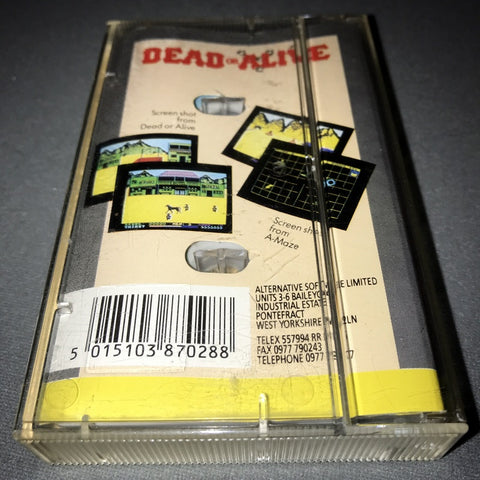 DEAD OR ALIVE
Screen shot
from
Dead or Alive
Screen shot
from
A-Maze
ALTERNATIVE SOFTWARE LIMITED
UNITS 3-6
INDUSTRIAL ESTATE
PONTEFRACT
WEST YORKSHIRE
TELEX 557994 RR
FAX 0977 790243
TELEPHONE 0977
5 015103 870288